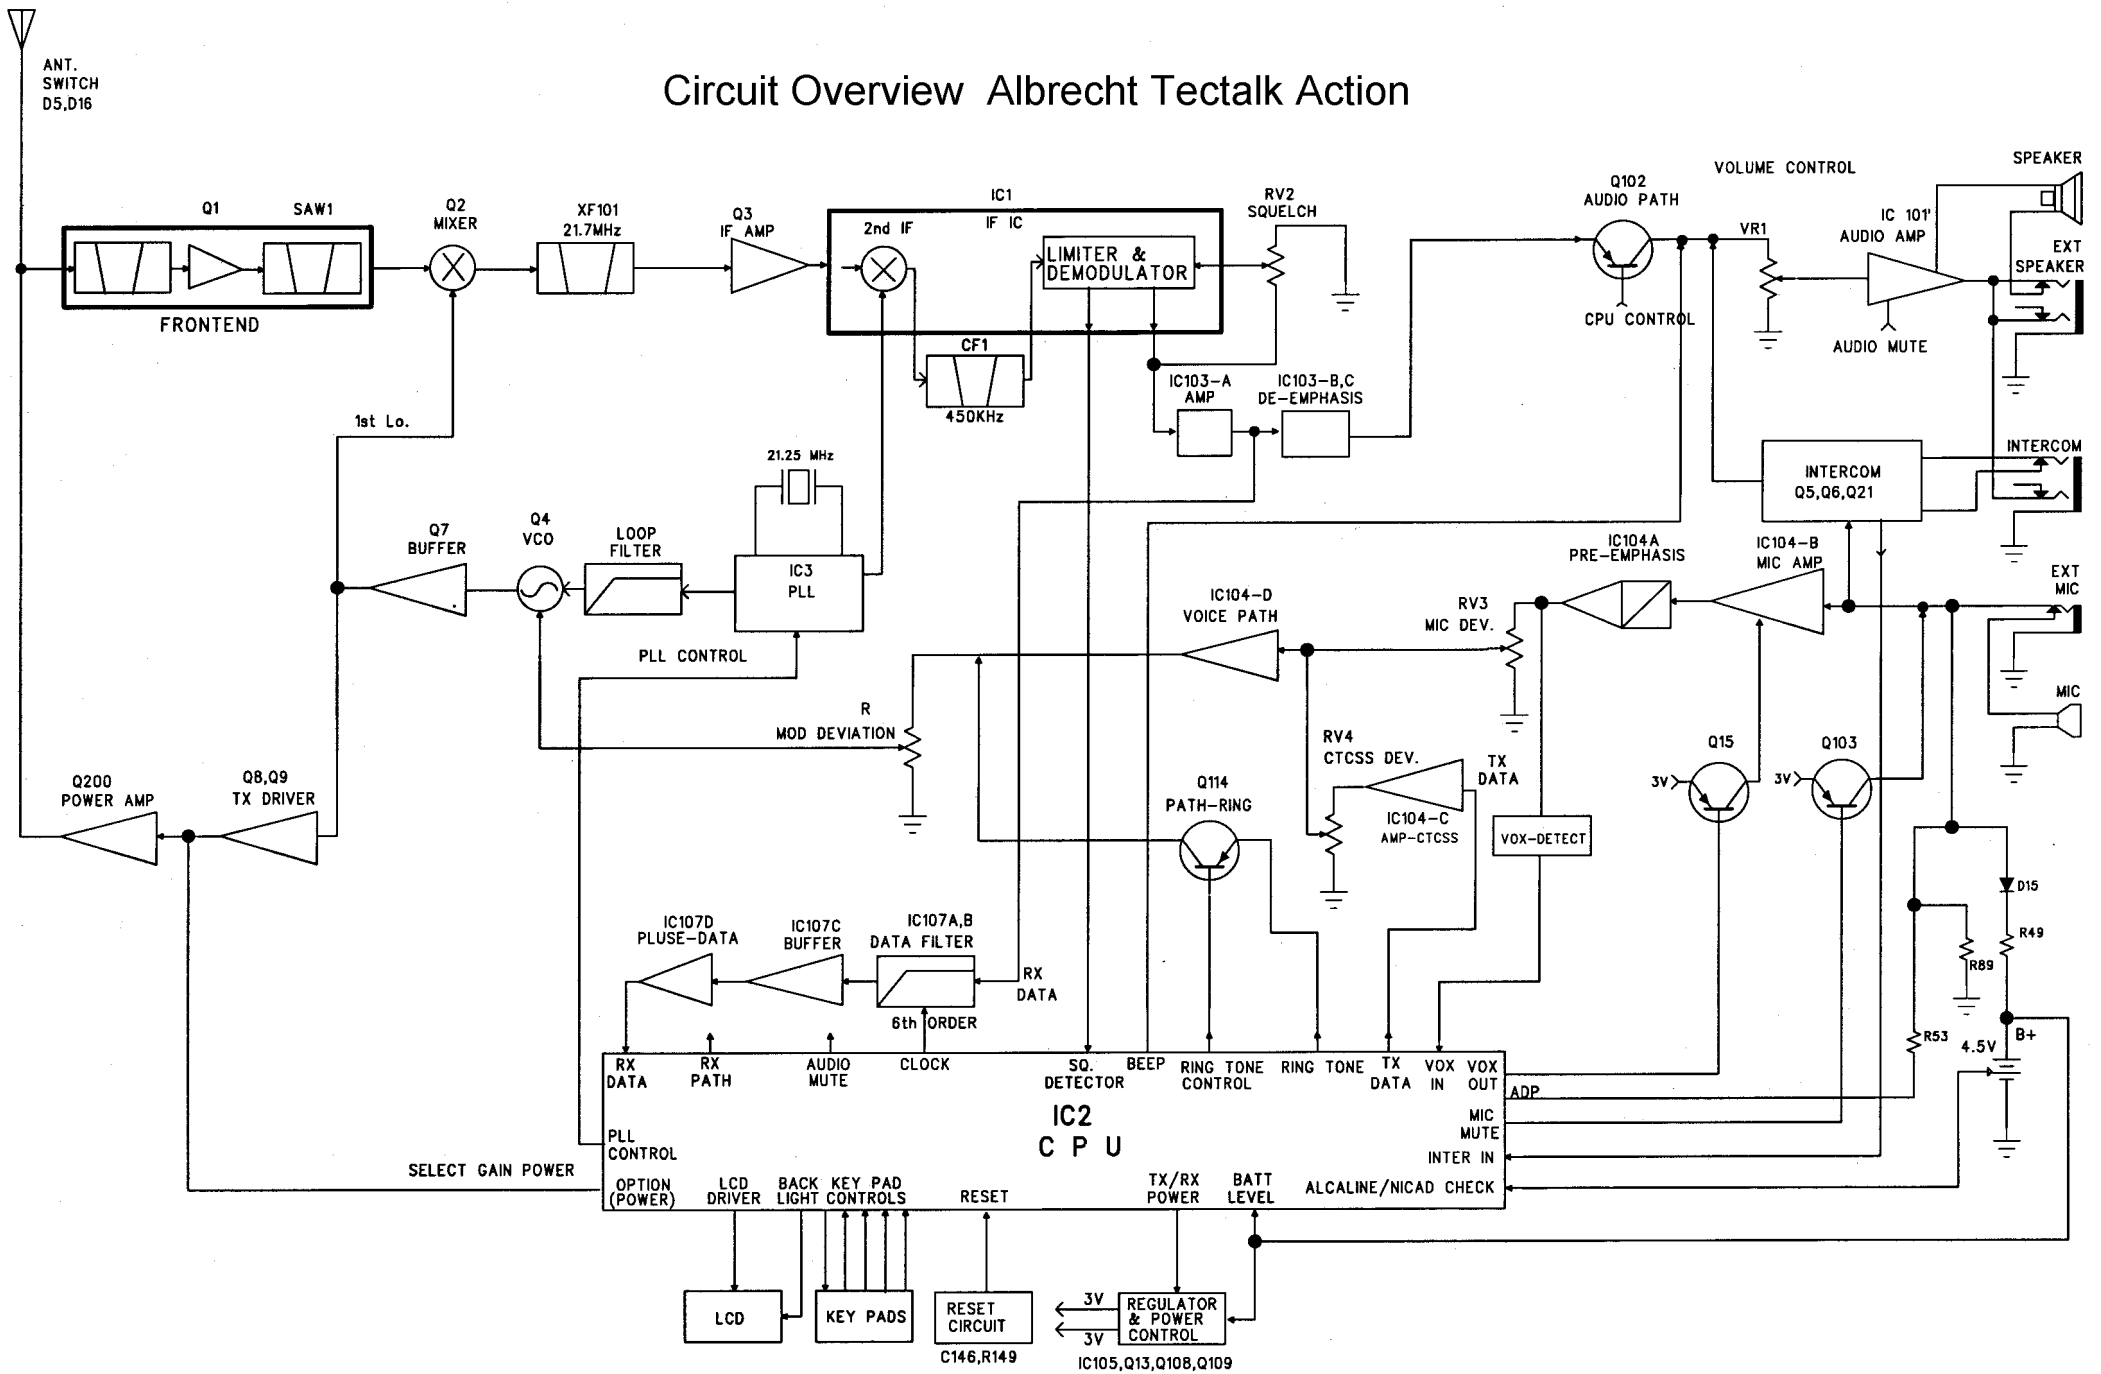 Circuit Overview Albrecht Tectalk Action
ANT.
SWITCH
D5,D16
Q1
SAW1
FRONTEND
Q2
MIXER
XF101
21.7MHz
Q3
IF AMP
IC1
IF IC
2nd IF
LIMITER &
DEMODULATOR
RV2
SQUELCH
CF1
450KHz
IC103-A
AMP
IC103-B,C
DE-EMPHASIS
Q102
AUDIO PATH
CPU CONTROL
VOLUME CONTROL
VR1
IC 101'
AUDIO AMP
AUDIO MUTE
SPEAKER
EXT
SPEAKER
INTERCOM
INTERCOM
Q5,Q6,Q21
1st Lo.
21.25 MHz
Q7
BUFFER
Q4
VCO
LOOP
FILTER
IC3
PLL
PLL CONTROL
IC104-D
VOICE PATH
RV3
MIC DEV.
IC104A
PRE-EMPHASIS
IC104-B
MIC AMP
EXT
MIC
MIC
R
MOD DEVIATION
Q200
POWER AMP
Q8,Q9
TX DRIVER
RV4
CTCSS DEV.
TX
DATA
IC104-C
AMP-CTCSS
Q114
PATH-RING
VOX-DETECT
Q15
3V
Q103
3V
D15
R49
R89
R53
B+
4.5V
IC107D
PLUSE-DATA
IC107C
BUFFER
IC107A,B
DATA FILTER
6th ORDER
RX
DATA
RX
DATA
RX
PATH
AUDIO
MUTE
CLOCK
SQ.
DETECTOR
BEEP
RING TONE
CONTROL
RING TONE
TX
DATA
VOX
IN
VOX
OUT
ADP
MIC
MUTE
INTER IN
ALCALINE/NICAD CHECK
IC2
C P U
PLL
CONTROL
SELECT GAIN POWER
OPTION
(POWER)
LCD
DRIVER
BACK
LIGHT
KEY PAD
CONTROLS
RESET
TX/RX
POWER
BATT
LEVEL
LCD
KEY PADS
RESET
CIRCUIT
C146,R149
3V
3V
REGULATOR
& POWER
CONTROL
IC105,Q13,Q108,Q109